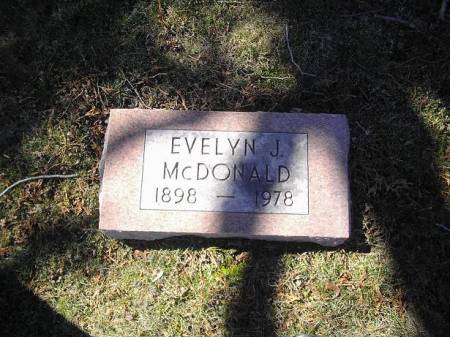 EVELYN J.
McDONALD
1898 — 1978